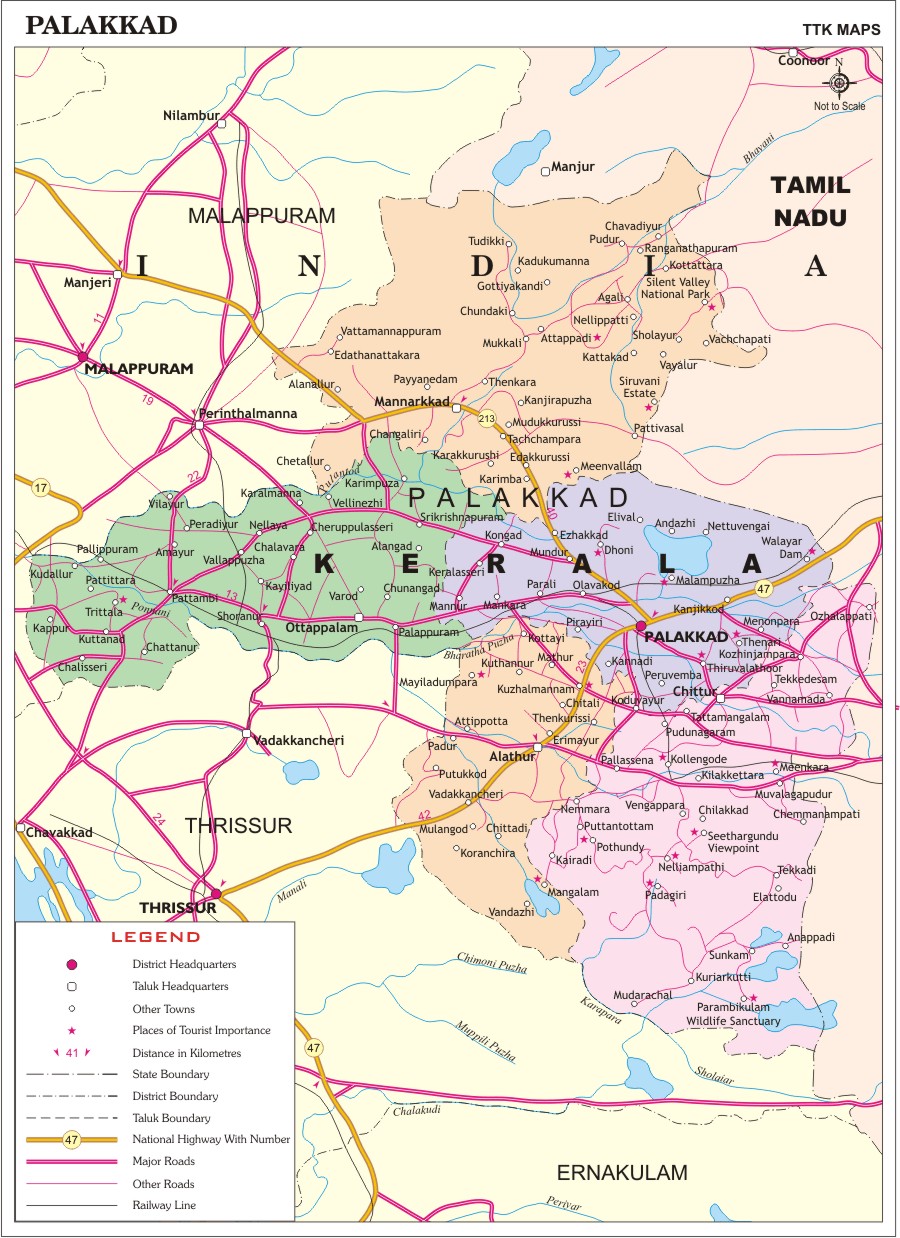 PALAKKAD
TTK MAPS
Coonoor
N
Not to Scale
Nilambur
Manjur
Bhavani
TAMIL
NADU
MALAPPURAM
Chavadiyur
Pudur
Tudikki
Ranganathapuram
I N D I A
Kadukumanna
Kottattara
Manjeri
Gottiyakandi
Silent Valley
National Park
Agali
Chundaki
11
Nellippatti
Vattamannappuram
Mukkali
Attappadi
Sholayur
Vachchapati
Edathanattakara
Kattakad
MALAPPURAM
Vayalur
Alanallur
Payyanedam
Thenkara
Siruvani
Estate
19
Mannarkkad
Kanjirapuzha
Perinthalmanna
213
Mudukkurussi
Changaliri
Tachchampara
Pattivasal
Karakkurushi
Edakkurussi
Chetallur
Meenvallam
22
Pulantod
Karimpuza
Karimba
17
Karalmanna
PALAKKAD
Vilayur
Vellinezhi
40
Srikrishnapuram
Elival
Andazhi
Nettuvengai
Peradiyur
Nellaya
Cheruppulasseri
Kongad
Ezhakkad
Walayar
Dam
Pallippuram
Amayur
Chalavara
Alangad
Mundur
Dhoni
Vallappuzha
K E R A L A
Kudallur
Keralasseri
Pattittara
Kayiliyad
Malampuzha
Chunangad
Parali
Olavakod
47
Pattambi
13
Varod
Trittala
Ponnani
Mannur
Mankara
Kanjikkod
Ozhalappati
Shoranur
Kappur
Ottappalam
Palappuram
Pirayiri
Menonpara
Kuttanad
Kottayi
PALAKKAD
Thenari
Chattanur
Bharatha Puzha
Kozhinjampara
Chalisseri
Kuthannur
Mathur
Kannadi
Thiruvalathoor
23
Mayiladumpara
Peruvemba
Tekkedesam
Kuzhalmannam
Chittur
Koduvayur
Vannamada
Chitali
Attippotta
Thenkurissi
Tattamangalam
Pudunagaram
Vadakkancheri
Padur
Erimayur
Alathur
Pallassena
Kollengode
Meenkara
Putukkod
Kilakkettara
Vadakkancheri
Muvalagapudur
Nemmara
Vengappara
Chilakkad
Chemmanampati
24
42
THRISSUR
Mulangod
Chittadi
Puttantottam
Chavakkad
Seethargundu
Viewpoint
Pothundy
Koranchira
Kairadi
Nelliampathi
Tekkadi
Manali
Mangalam
Padagiri
Elattodu
THRISSUR
Vandazhi
LEGEND
Anappadi
Sunkam
District Headquarters
Chimoni Puzha
Kuriarkutti
Taluk Headquarters
Mudarachal
Other Towns
Karapara
Parambikulam
Wildlife Sanctuary
Places of Tourist Importance
Muppili Puzha
41 Distance in Kilometres
47
State Boundary
Sholaiar
District Boundary
Chalakudi
Taluk Boundary
47 National Highway With Number
Major Roads
ERNAKULAM
Other Roads
Railway Line
Periyar